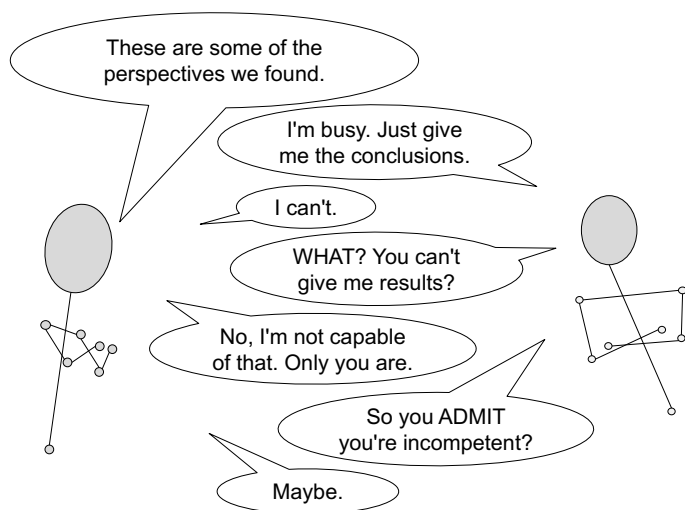 These are some of the
perspectives we found.
I'm busy. Just give
me the conclusions.
I can't.
WHAT? You can't
give me results?
No, I'm not capable
of that. Only you are.
So you ADMIT
you're incompetent?
Maybe.